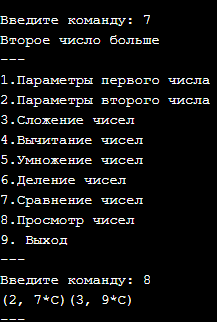 Введите команду: 7
Второе число больше
---
1.Параметры первого числа
2.Параметры второго числа
3.Сложение чисел
4.Вычитание чисел
5.Умножение чисел
6.Деление чисел
7.Сравнение чисел
8.Просмотр чисел
9. Выход
---
Введите команду: 8
(2, 7*C)(3, 9*C)
---